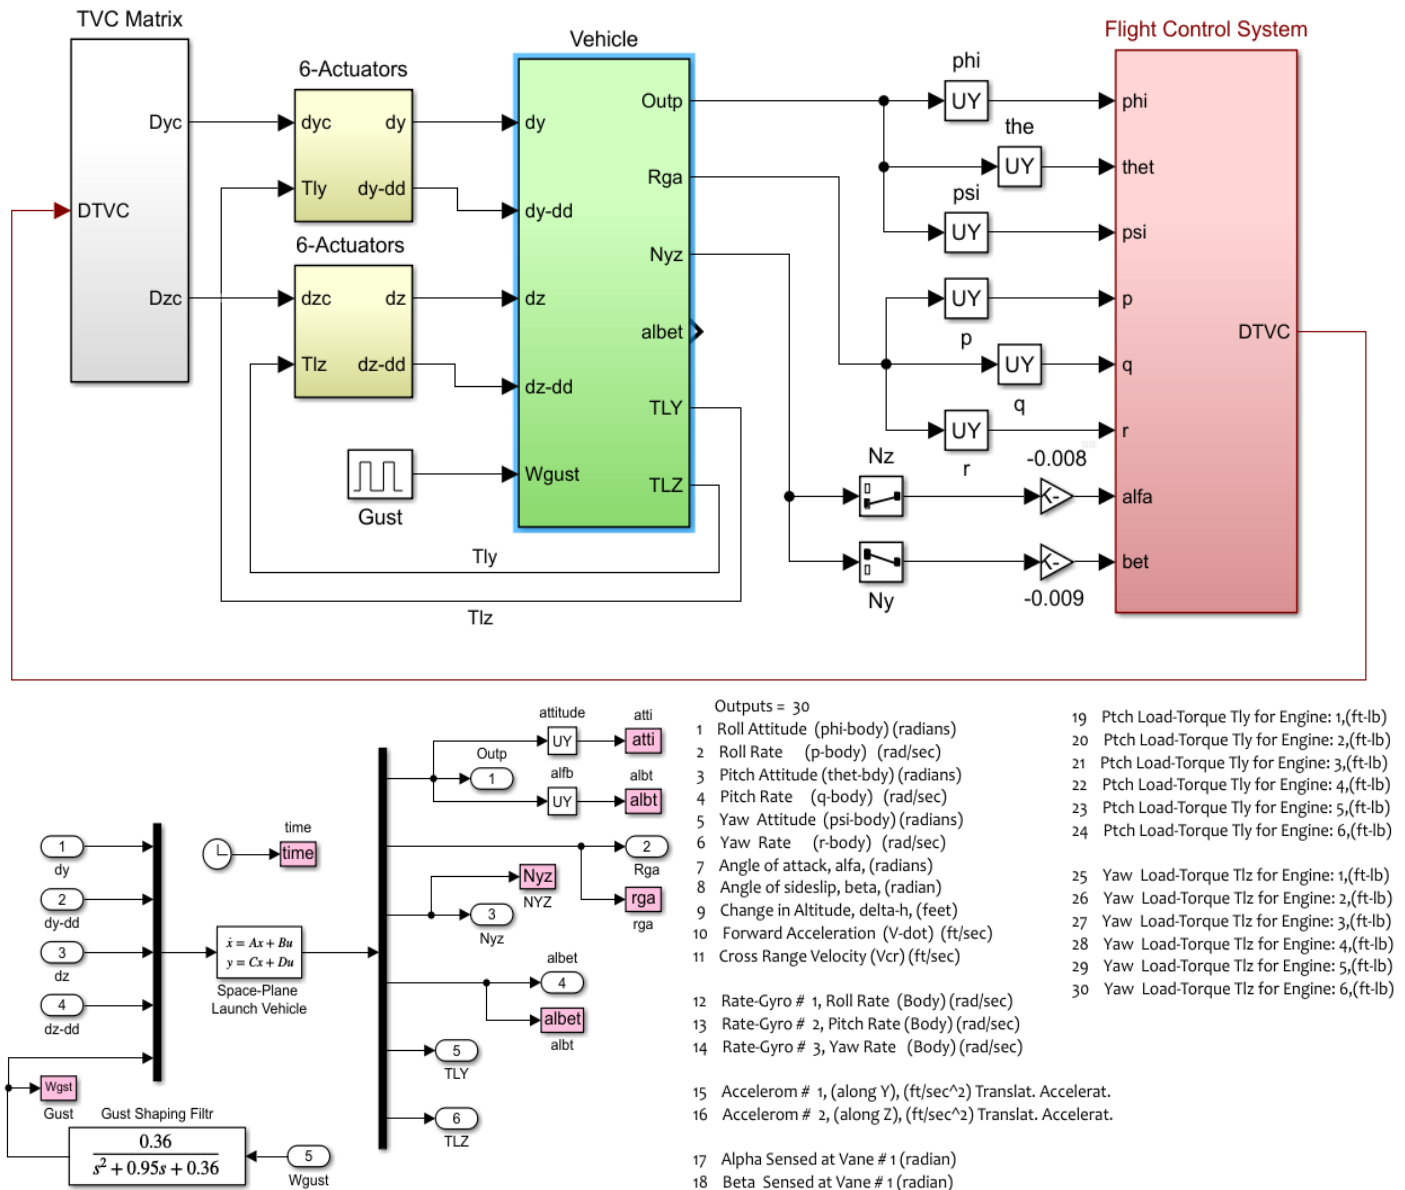 TVC Matrix
Dyc
DTVC
Dzc
6-Actuators
dyc dy
Tly dy-dd
6-Actuators
dzc dz
Tlz dz-dd
Gust
Vehicle
dy
dy-dd
dz
dz-dd
Wgust
Outp
Rga
Nyz
albet
TLY
TLZ
Tly
Tlz
phi
UY
the
UY
psi
UY
UY
p
UY
q
UY
r
Nz
-0.008
K-
Ny
-0.009
K-
Flight Control System
phi
thet
psi
p
q
r
alfa
bet
DTVC
1
dy
2
dy-dd
3
dz
4
dz-dd
Wgst
Gust
Gust Shaping Filtr
0.36
s² + 0.95s + 0.36
5
Wgust
time
time
ẋ = Ax + Bu
y = Cx + Du
Space-Plane
Launch Vehicle
attitude
UY
atti
atti
Outp
1
alfb
UY
albt
albt
2
Rga
rga
rga
Nyz
NYZ
3
Nyz
albet
4
albet
albt
5
TLY
6
TLZ
Outputs = 30
1 Roll Attitude (phi-body) (radians)
2 Roll Rate (p-body) (rad/sec)
3 Pitch Attitude (thet-bdy) (radians)
4 Pitch Rate (q-body) (rad/sec)
5 Yaw Attitude (psi-body) (radians)
6 Yaw Rate (r-body) (rad/sec)
7 Angle of attack, alfa, (radians)
8 Angle of sideslip, beta, (radian)
9 Change in Altitude, delta-h, (feet)
10 Forward Acceleration (V-dot) (ft/sec)
11 Cross Range Velocity (Vcr) (ft/sec)
12 Rate-Gyro # 1, Roll Rate (Body) (rad/sec)
13 Rate-Gyro # 2, Pitch Rate (Body) (rad/sec)
14 Rate-Gyro # 3, Yaw Rate (Body) (rad/sec)
15 Accelerom # 1, (along Y), (ft/sec^2) Translat. Accelerat.
16 Accelerom # 2, (along Z), (ft/sec^2) Translat. Accelerat.
17 Alpha Sensed at Vane # 1 (radian)
18 Beta Sensed at Vane # 1 (radian)
19 Ptch Load-Torque Tly for Engine: 1,(ft-lb)
20 Ptch Load-Torque Tly for Engine: 2,(ft-lb)
21 Ptch Load-Torque Tly for Engine: 3,(ft-lb)
22 Ptch Load-Torque Tly for Engine: 4,(ft-lb)
23 Ptch Load-Torque Tly for Engine: 5,(ft-lb)
24 Ptch Load-Torque Tly for Engine: 6,(ft-lb)
25 Yaw Load-Torque Tlz for Engine: 1,(ft-lb)
26 Yaw Load-Torque Tlz for Engine: 2,(ft-lb)
27 Yaw Load-Torque Tlz for Engine: 3,(ft-lb)
28 Yaw Load-Torque Tlz for Engine: 4,(ft-lb)
29 Yaw Load-Torque Tlz for Engine: 5,(ft-lb)
30 Yaw Load-Torque Tlz for Engine: 6,(ft-lb)